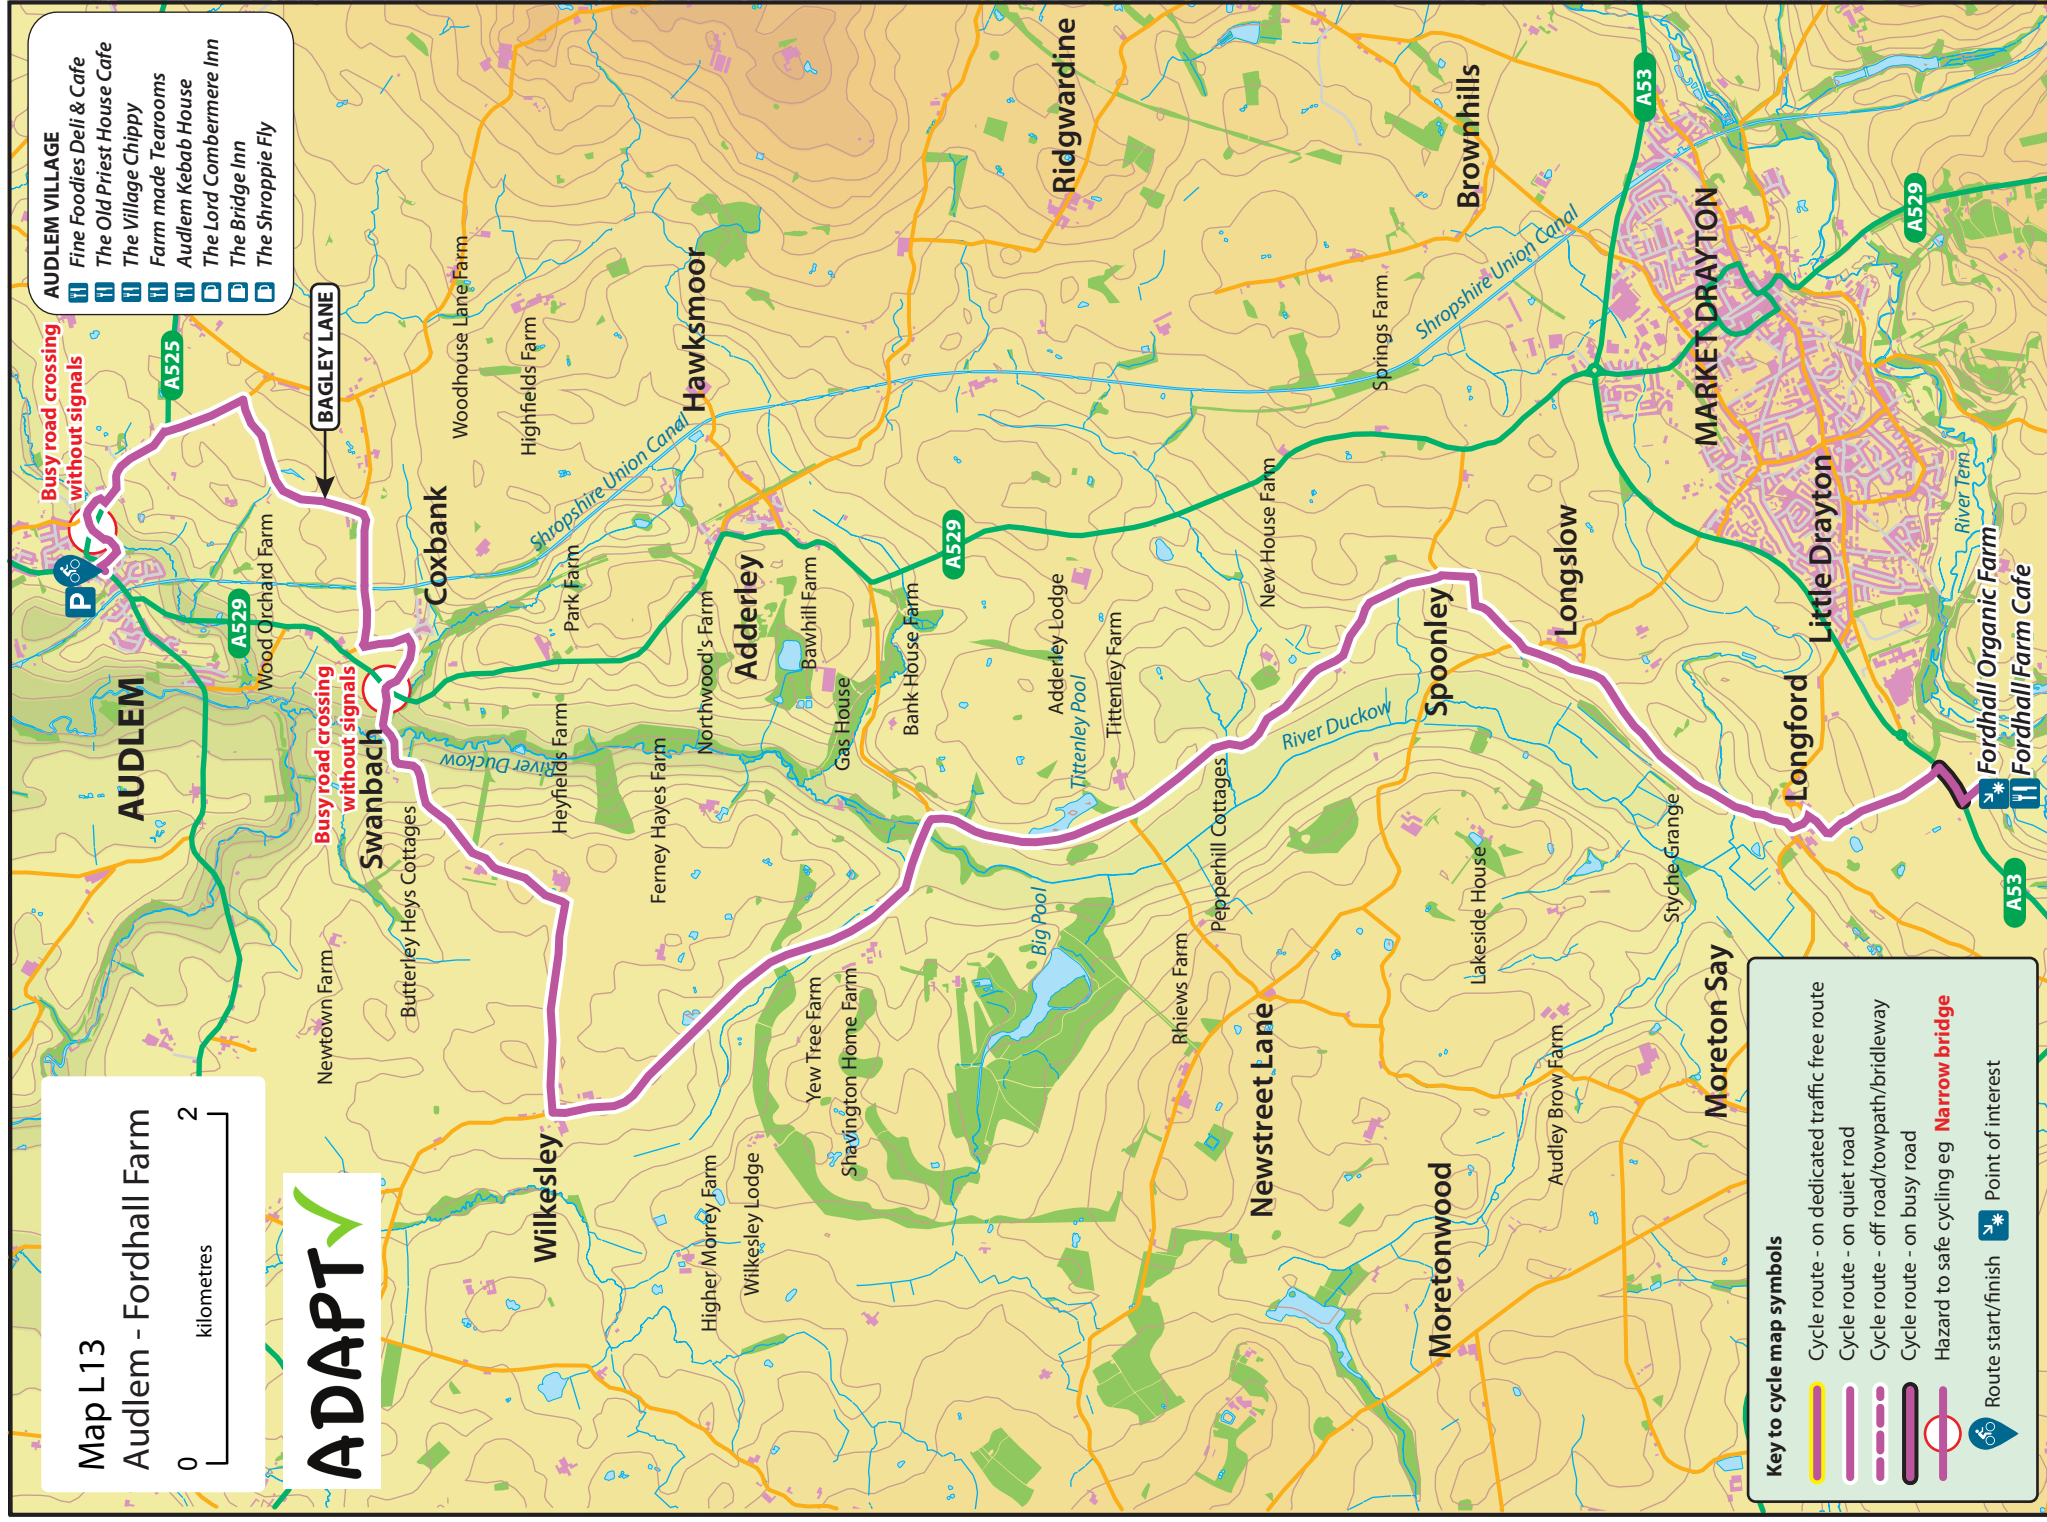 Map L13
Audlem - Fordhall Farm
0
2
kilometres
ADAPT
AUDLEM VILLAGE
Fine Foodies Deli & Cafe
The Old Priest House Cafe
The Village Chippy
Farm made Tearooms
Audlem Kebab House
The Lord Combermere Inn
The Bridge Inn
The Shroppie Fly
Busy road crossing
without signals
A525
BAGLEY LANE
P
AUDLEM
A529
Wood Orchard Farm
Busy road crossing
without signals
Swanbach
Coxbank
Woodhouse Lane Farm
Highfields Farm
Hawksmoor
Shropshire Union Canal
Park Farm
River Duckow
Newtown Farm
Butterley Heys Cottages
Heyfields Farm
Ferney Hayes Farm
Northwood's Farm
Adderley
Bawhill Farm
Gas House
Bank House Farm
A529
Wilkesley
Higher Morrey Farm
Wilkesley Lodge
Yew Tree Farm
Shavington Home Farm
Big Pool
Adderley Lodge
Tittenley Pool
Tittenley Farm
Ridgwardine
Rhiews Farm
Pepperhill Cottages
New House Farm
Newstreet Lane
River Duckow
Springs Farm
Shropshire Union Canal
Brownhills
Spoonley
Lakeside House
Moretonwood
Audley Brow Farm
Longslow
A53
Styche Grange
Moreton Say
MARKET DRAYTON
Longford
Little Drayton
A529
River Tern
Fordhall Organic Farm
Fordhall Farm Cafe
A53
Key to cycle map symbols
Cycle route - on dedicated traffic free route
Cycle route - on quiet road
Cycle route - off road/towpath/bridleway
Cycle route - on busy road
Hazard to safe cycling eg Narrow bridge
Route start/finish
Point of interest